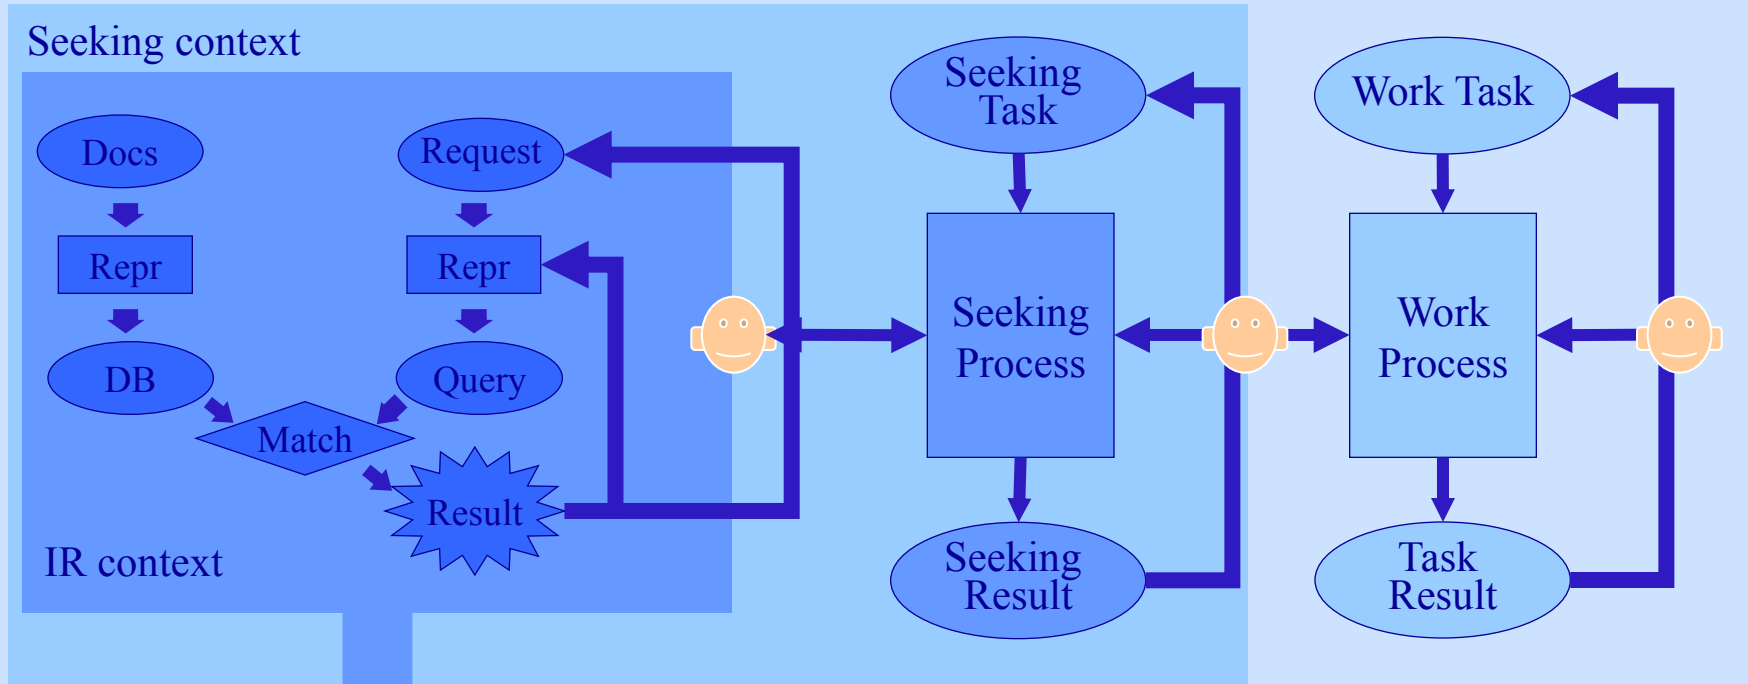 Seeking context
Docs
Repr
DB
Request
Repr
Query
Match
Result
IR context
Seeking
Task
Seeking
Process
Seeking
Result
Work Task
Work
Process
Task
Result